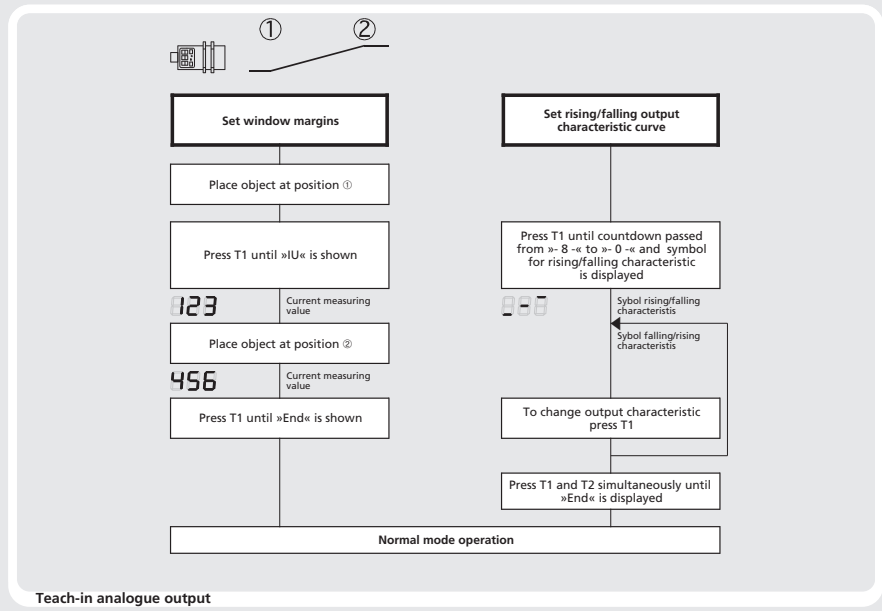 ① ②
Set window margins
Place object at position ①
Press T1 until »IU« is shown
123
Current measuring
value
Place object at position ②
456
Current measuring
value
Press T1 until »End« is shown
Set rising/falling output
characteristic curve
Press T1 until countdown passed
from »- 8 -« to »- 0 -« and symbol
for rising/falling characteristic
is displayed
Sybol rising/falling
characteristis
Sybol falling/rising
characteristis
To change output characteristic
press T1
Press T1 and T2 simultaneously until
»End« is displayed
Normal mode operation
Teach-in analogue output